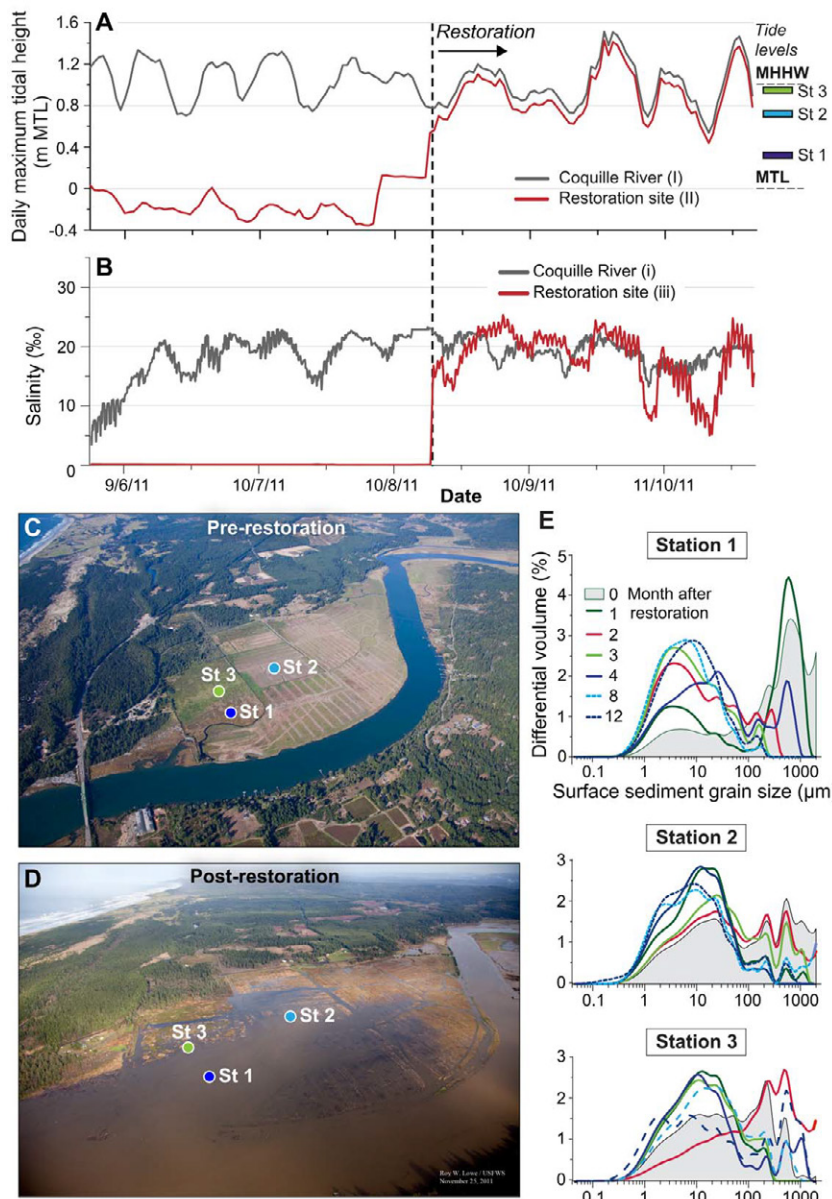 A
Daily maximum tidal height
(m MTL)
1.6
1.2
0.8
0.4
0
-0.4
Restoration
Coquille River (I)
Restoration site (II)
Tide
levels
MHHW
St 3
St 2
St 1
MTL
B
Salinity (‰)
30
20
10
0
Coquille River (i)
Restoration site (iii)
9/6/11
10/7/11
10/8/11
10/9/11
11/10/11
Date
C
Pre-restoration
St 3
St 2
St 1
D
Post-restoration
St 3
St 2
St 1
Roy W. Lowe / USFWS
November 25, 2011
E
Station 1
Differential voulume (%)
5
4
3
2
1
0
0 Month after
1 restoration
2
3
4
8
12
0.1 1 10 100 1000
Surface sediment grain size (µm
Station 2
3
2
1
0
0.1 1 10 100 1000
Station 3
3
2
1
0
0.1 1 10 100 1000